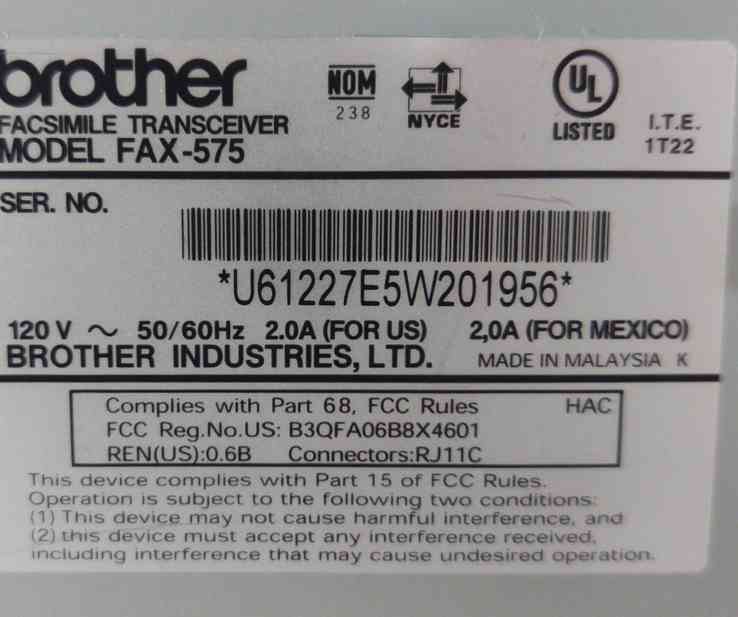 brother
FACSIMILE TRANSCEIVER
MODEL FAX-575
NOM
238
NYCE
UL
LISTED
I.T.E.
1T22
SER. NO.
*U61227E5W201956*
120 V ～ 50/60Hz 2.0A (FOR US) 2,0A (FOR MEXICO)
BROTHER INDUSTRIES, LTD. MADE IN MALAYSIA K
Complies with Part 68, FCC Rules HAC
FCC Reg.No.US: B3QFA06B8X4601
REN(US):0.6B Connectors:RJ11C
This device complies with Part 15 of FCC Rules.
Operation is subject to the following two conditions:
(1) This device may not cause harmful interference, and
(2) this device must accept any interference received,
including interference that may cause undesired operation.